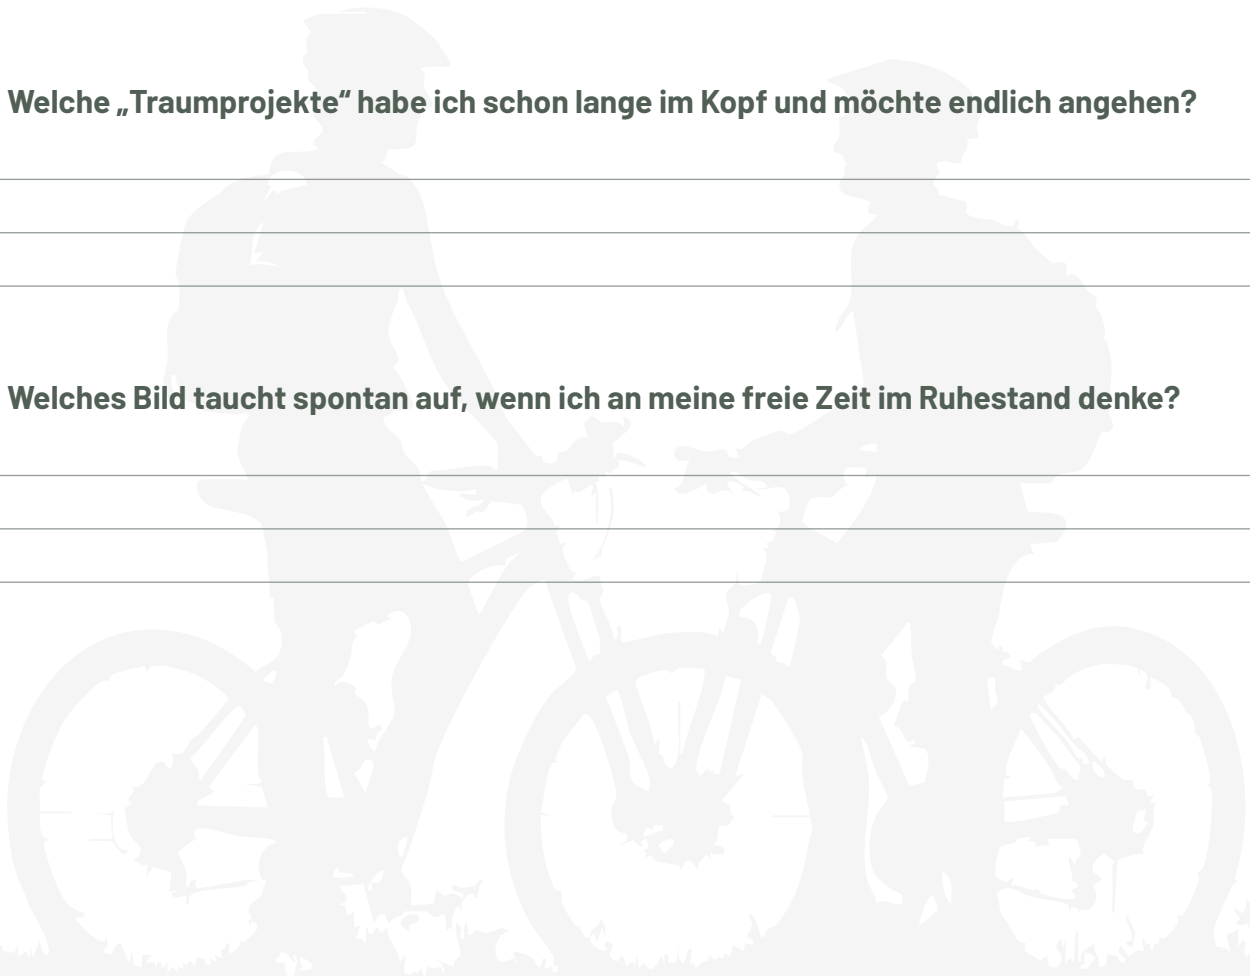 Welche „Traumprojekte“ habe ich schon lange im Kopf und möchte endlich angehen?
Welches Bild taucht spontan auf, wenn ich an meine freie Zeit im Ruhestand denke?